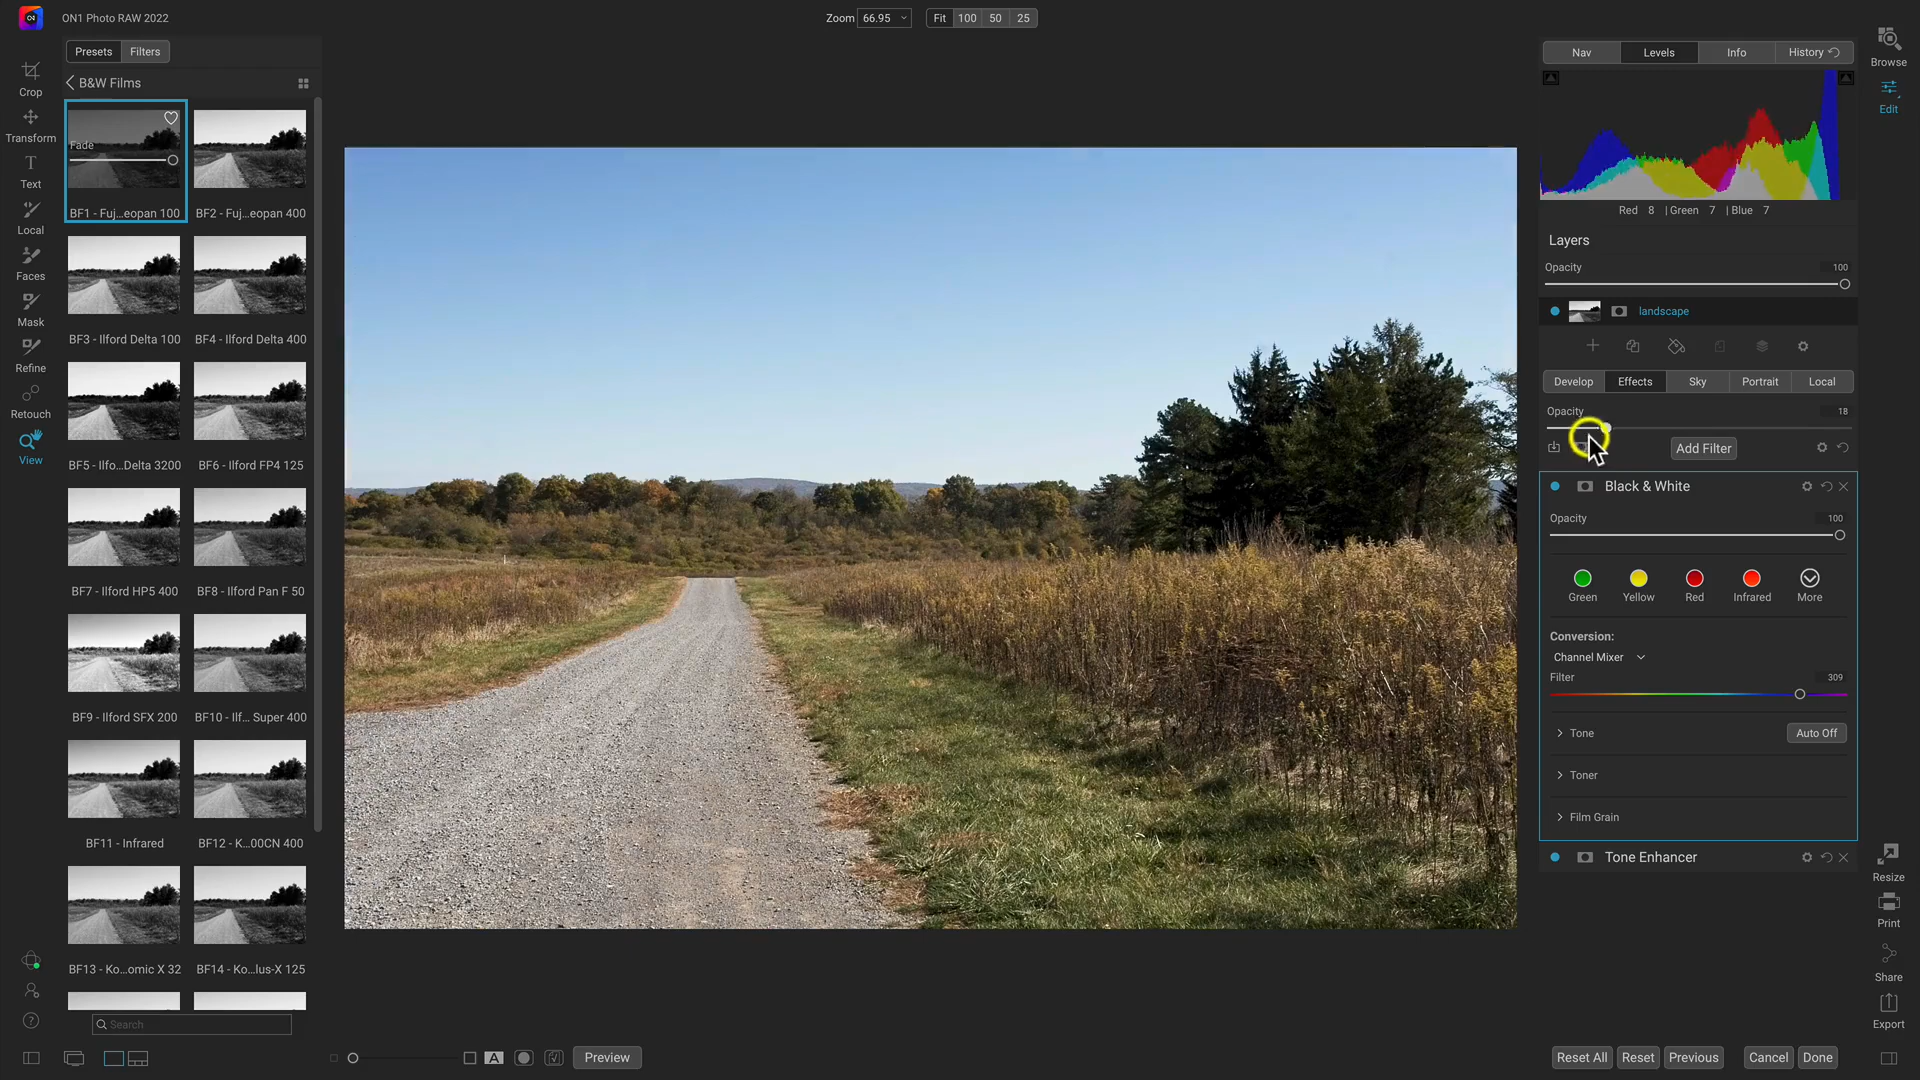 ON1 Photo RAW 2022
Zoom 66.95 Fit 100 50 25
Presets Filters
B&W Films
Crop
Transform
Text
Local
Faces
Mask
Refine
Retouch
View
Fade
BF1 - Fuj...eopan 100
BF2 - Fuj...eopan 400
BF3 - Ilford Delta 100
BF4 - Ilford Delta 400
BF5 - Ilfo...Delta 3200
BF6 - Ilford FP4 125
BF7 - Ilford HP5 400
BF8 - Ilford Pan F 50
BF9 - Ilford SFX 200
BF10 - Ilf... Super 400
BF11 - Infrared
BF12 - K...00CN 400
BF13 - Ko...omic X 32
BF14 - Ko...lus-X 125
Search
A
Preview
Nav Levels Info History
Red 8 | Green 7 | Blue 7
Layers
Opacity 100
landscape
Develop Effects Sky Portrait Local
Opacity 18
Add Filter
Black & White
Opacity 100
Green Yellow Red Infrared More
Conversion:
Channel Mixer
Filter 309
Tone Auto Off
Toner
Film Grain
Tone Enhancer
Reset All Reset Previous Cancel Done
Browse
Edit
Resize
Print
Share
Export